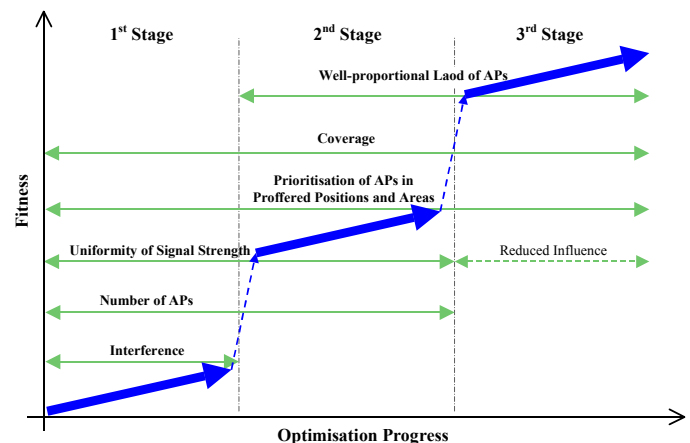 1st Stage
2nd Stage
3rd Stage
Well-proportional Laod of APs
Coverage
Prioritisation of APs in
Proffered Positions and Areas
Uniformity of Signal Strength
Reduced Influence
Number of APs
Interference
Fitness
Optimisation Progress